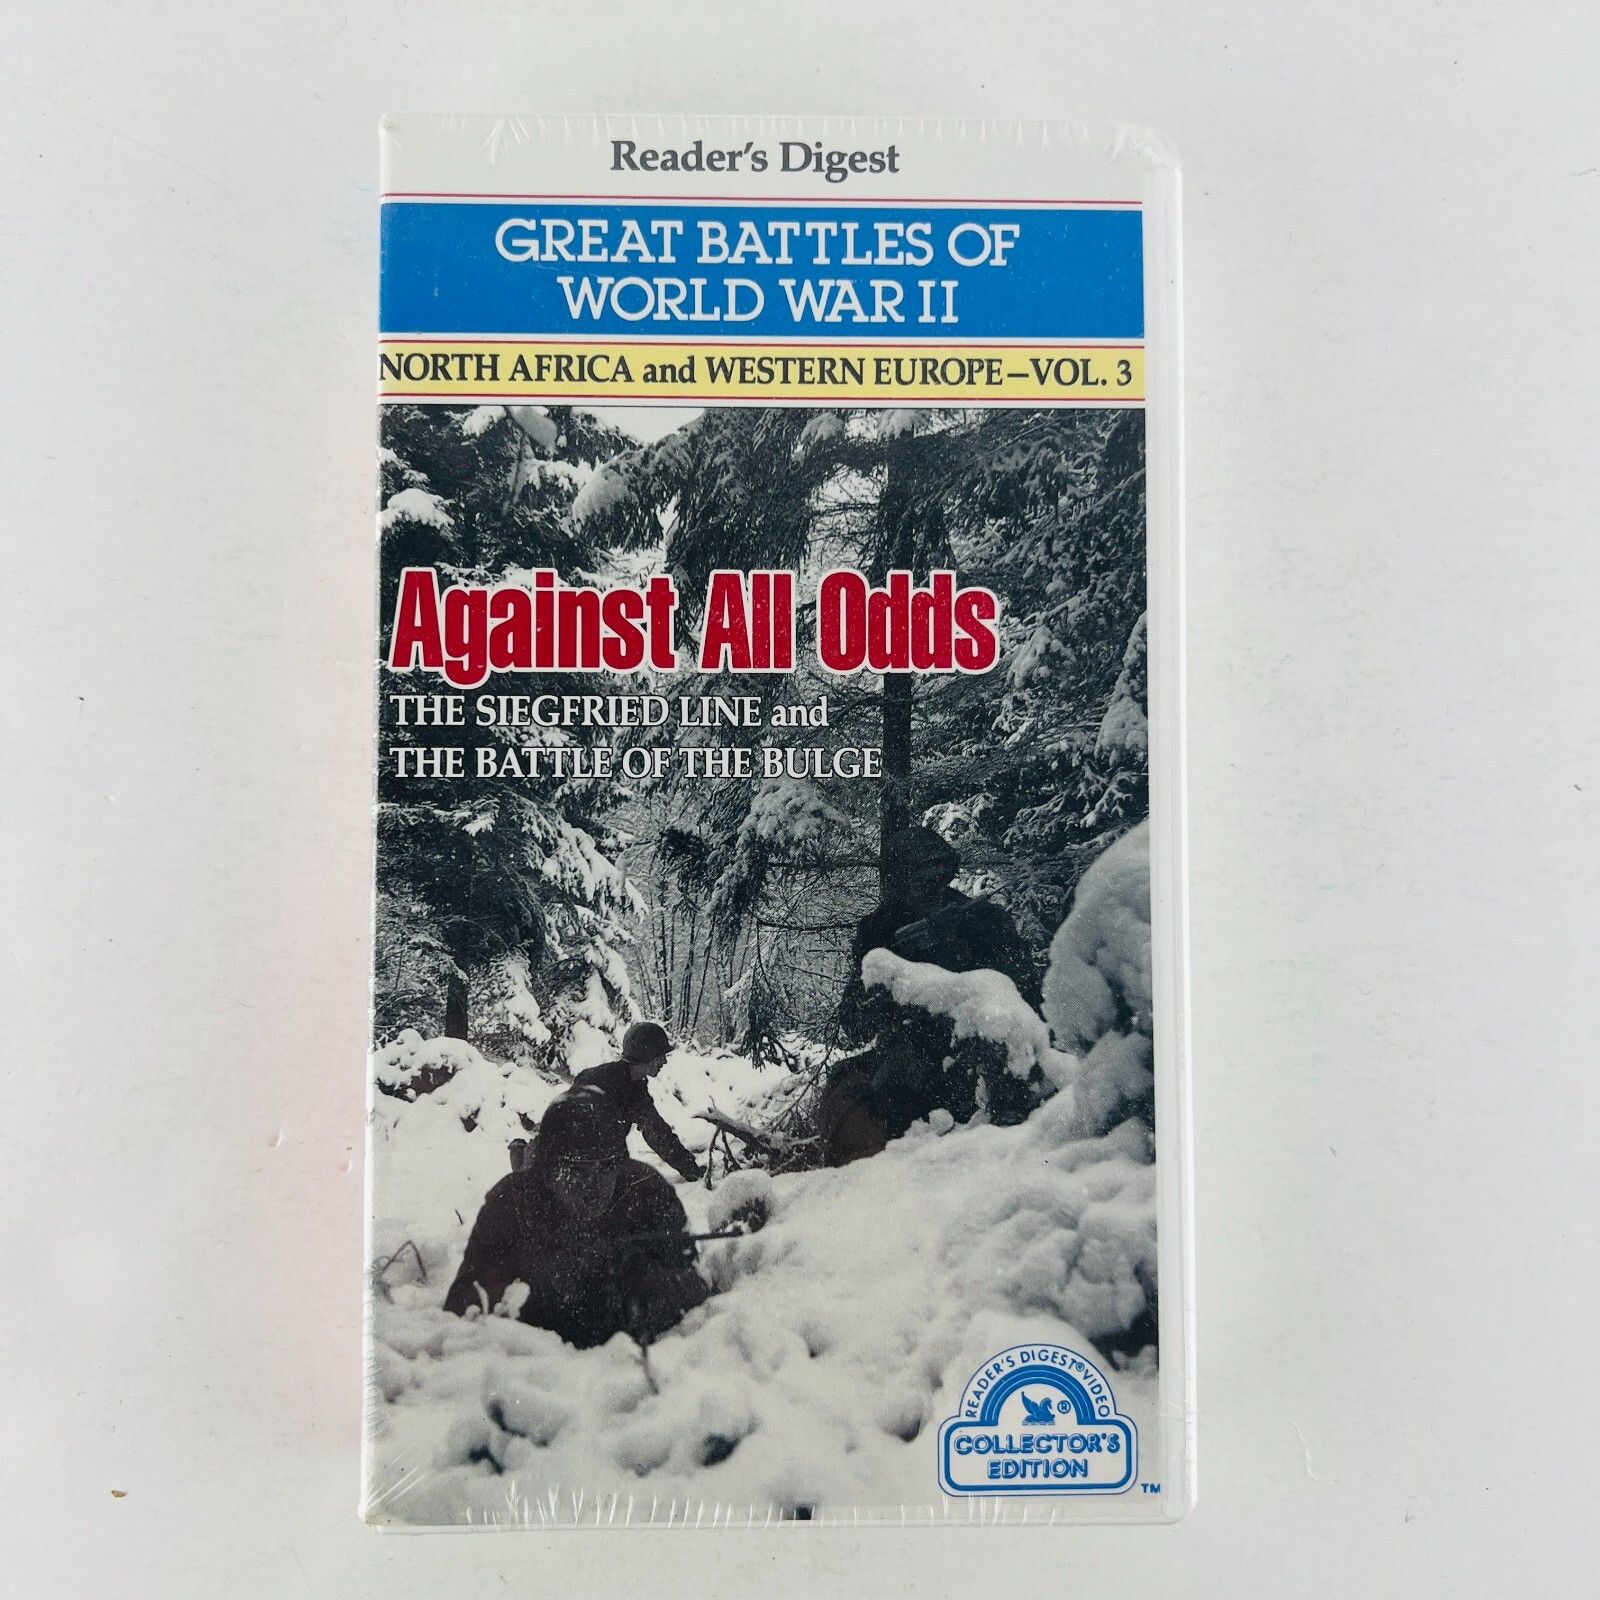 Reader's Digest
GREAT BATTLES OF
WORLD WAR II
NORTH AFRICA and WESTERN EUROPE—VOL. 3
Against All Odds
THE SIEGFRIED LINE and
THE BATTLE OF THE BULGE
READER'S DIGEST® VIDEO
®
COLLECTOR'S
EDITION
TM